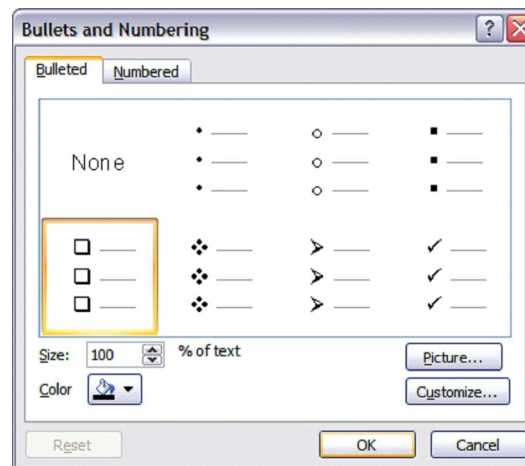 Bullets and Numbering
Bulleted Numbered
None
Size: 100 % of text
Picture...
Color
Customize...
Reset OK Cancel